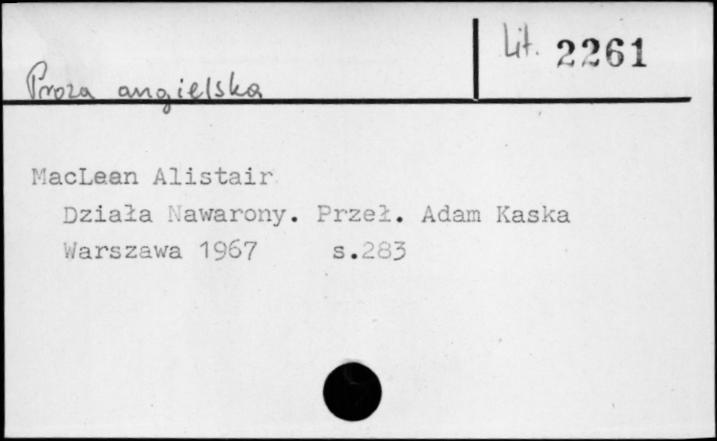 Lit. 2261
Proza angielska
MacLean Alistair
Działa Nawarony. Przeł. Adam Kaska
Warszawa 1967 s.283